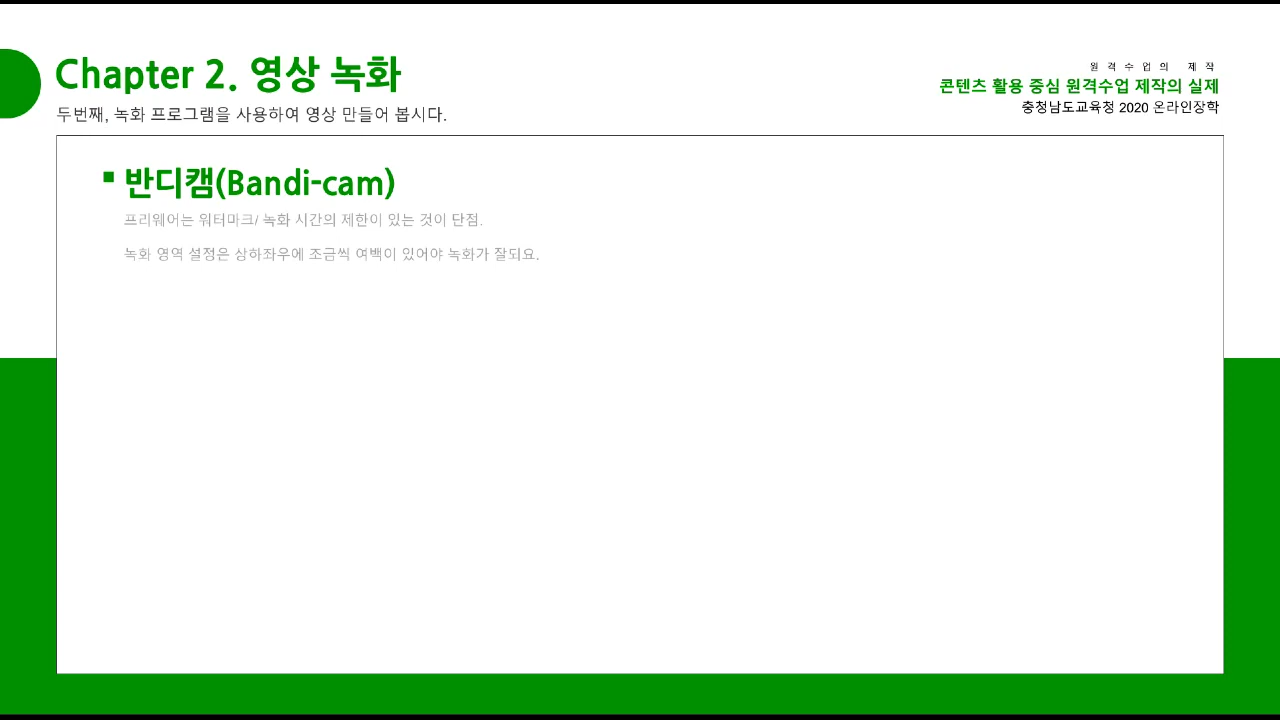 Chapter 2. 영상 녹화
두번째, 녹화 프로그램을 사용하여 영상 만들어 봅시다.
원격수업의 제작
콘텐츠 활용 중심 원격수업 제작의 실제
충청남도교육청 2020 온라인장학
반디캠(Bandi-cam)
프리웨어는 워터마크/ 녹화 시간의 제한이 있는 것이 단점.
녹화 영역 설정은 상하좌우에 조금씩 여백이 있어야 녹화가 잘되요.